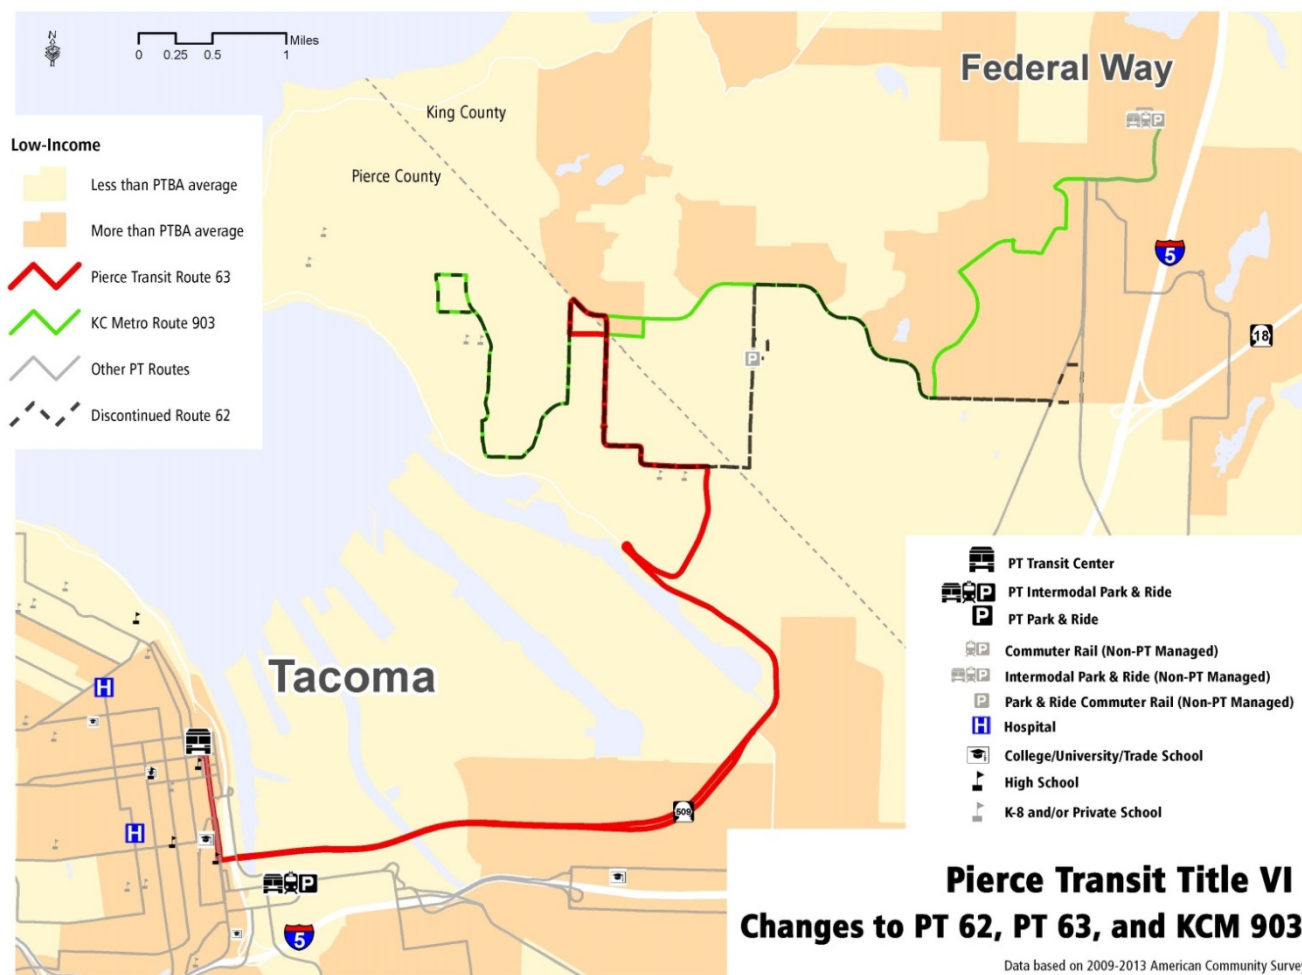 N
0 0.25 0.5 1 Miles
Federal Way
King County
Pierce County
Low-Income
Less than PTBA average
More than PTBA average
Pierce Transit Route 63
KC Metro Route 903
Other PT Routes
Discontinued Route 62
P
5
18
P
Tacoma
H
H
509
P
5
PT Transit Center
PT Intermodal Park & Ride
P
PT Park & Ride
P
Commuter Rail (Non-PT Managed)
P
Intermodal Park & Ride (Non-PT Managed)
P
Park & Ride Commuter Rail (Non-PT Managed)
P
H Hospital
College/University/Trade School
High School
K-8 and/or Private School
Pierce Transit Title VI
Changes to PT 62, PT 63, and KCM 903
Data based on 2009-2013 American Community Surve